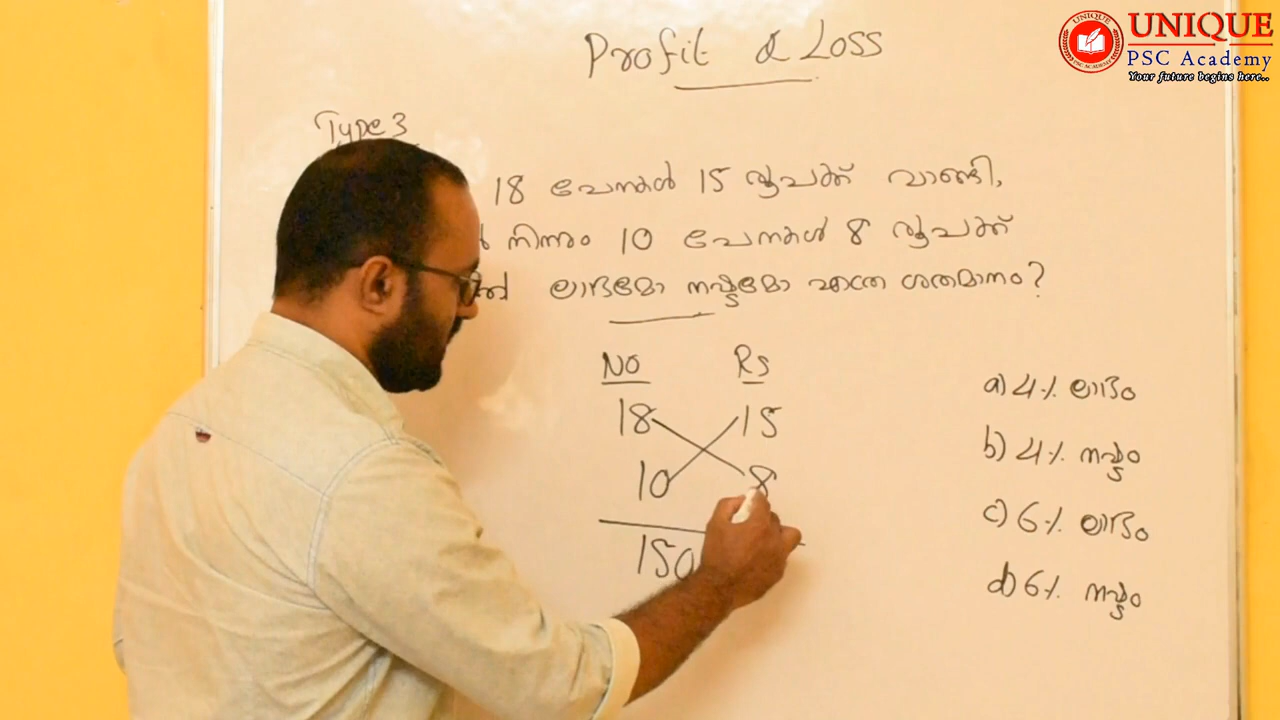 UNIQUE
PSC Academy
Your future begins here..
UNIQUE
Profit & Loss
Type 3
18 പേനകൾ 15 രൂപക്ക് വാങ്ങി,
നിന്നും 10 പേനകൾ 8 രൂപക്ക്
ലാഭമോ നഷ്ടമോ എത്ര ശതമാനം?
No Rs
18 15
10 8
150
a) 4% ലാഭം
b) 4% നഷ്ടം
c) 6% ലാഭം
d) 6% നഷ്ടം